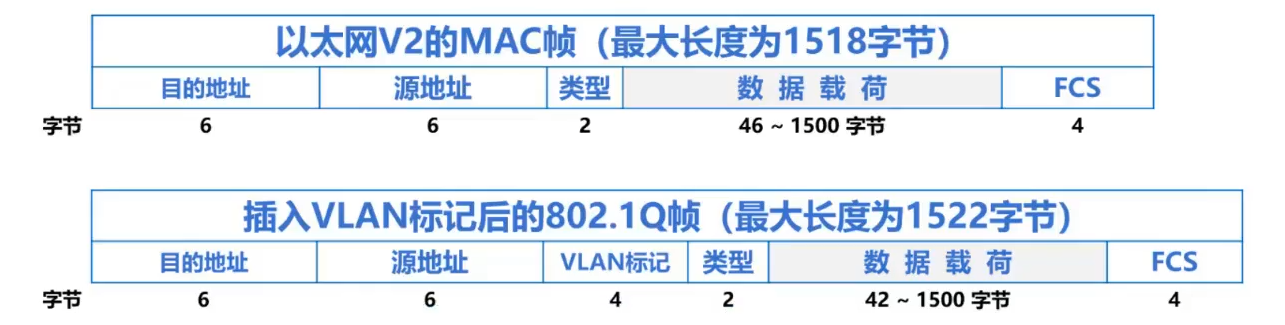 以太网V2的MAC帧（最大长度为1518字节）
目的地址 源地址 类型 数据载荷 FCS
字节 6 6 2 46 ~ 1500 字节 4
插入VLAN标记后的802.1Q帧（最大长度为1522字节）
目的地址 源地址 VLAN标记 类型 数据载荷 FCS
字节 6 6 4 2 42 ~ 1500 字节 4